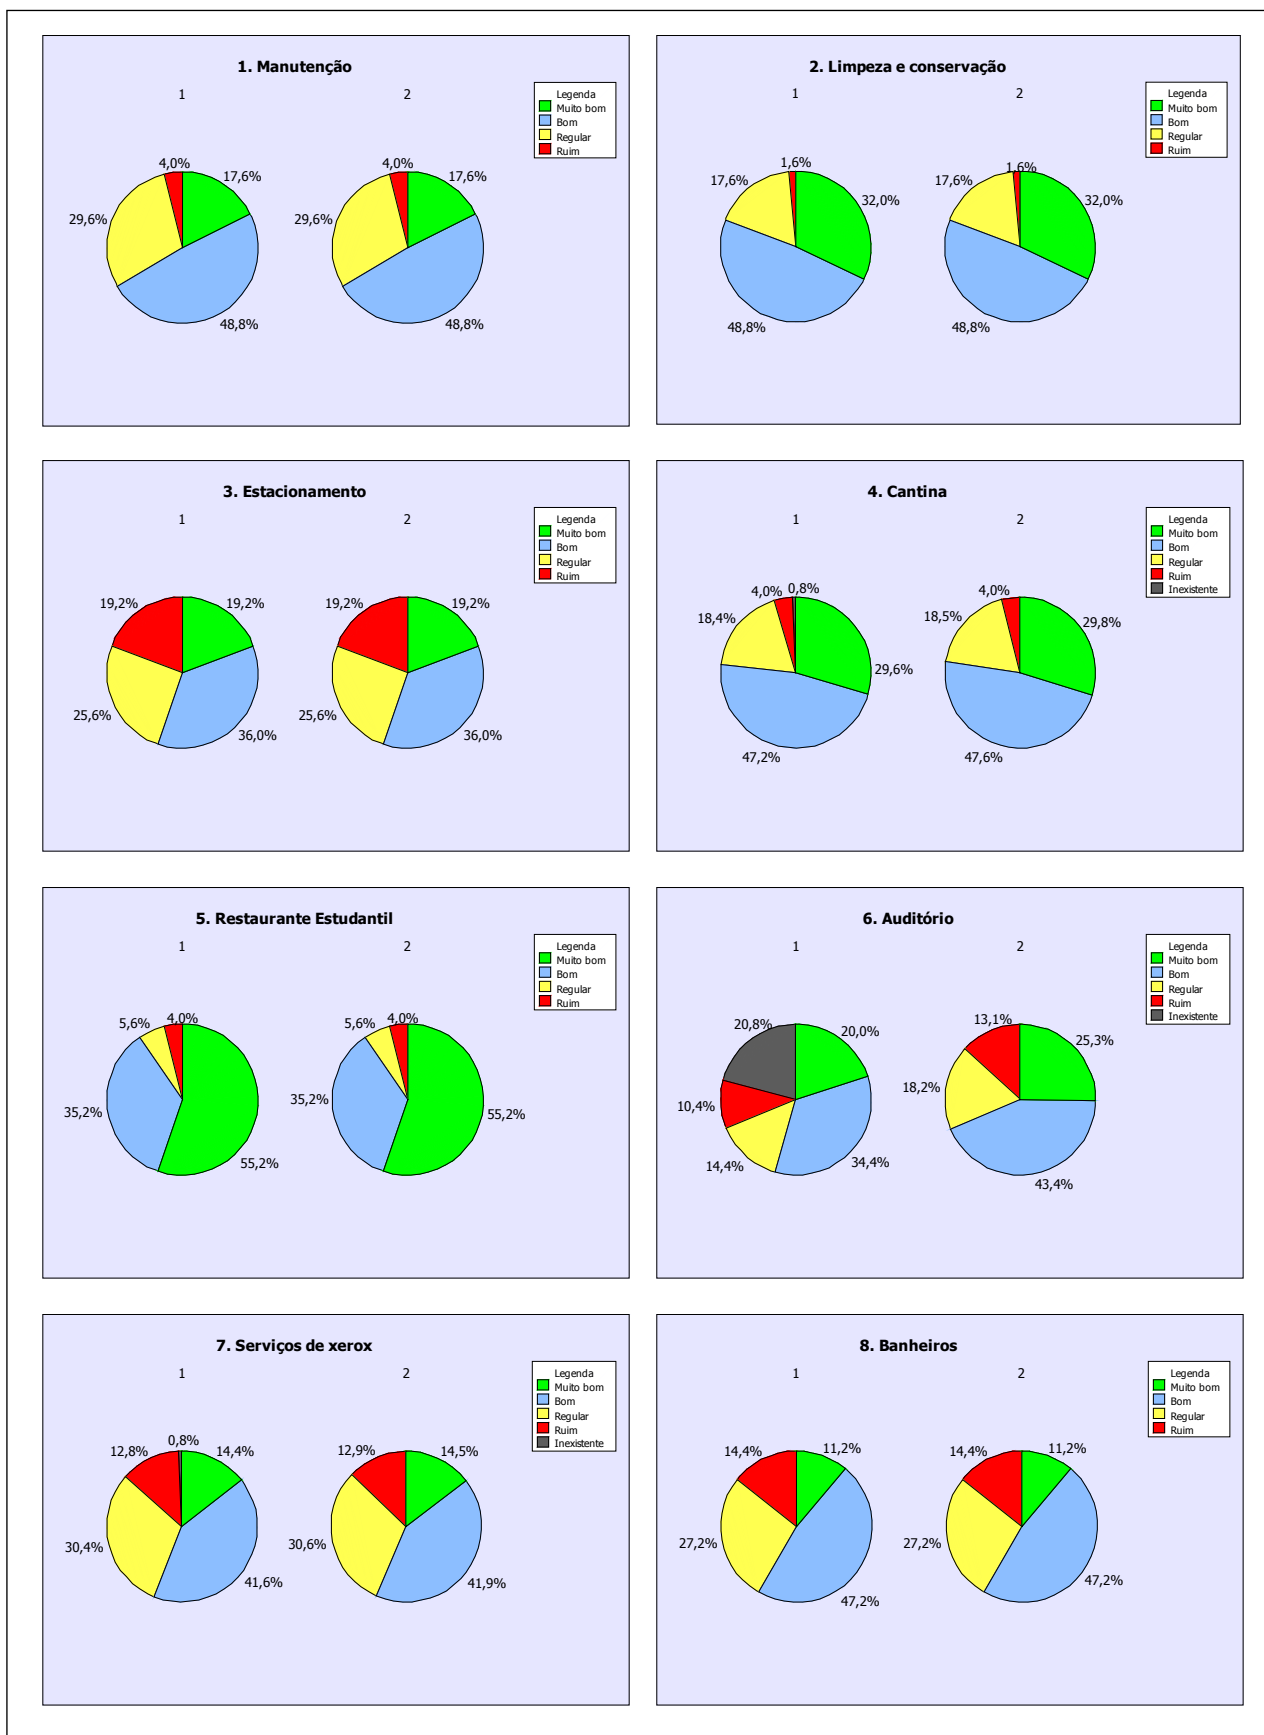 1. Manutenção
1 2
Legenda
Muito bom
Bom
Regular
Ruim
4,0% 17,6% 29,6% 48,8%
4,0% 17,6% 29,6% 48,8%
2. Limpeza e conservação
1 2
Legenda
Muito bom
Bom
Regular
Ruim
1,6% 17,6% 32,0% 48,8%
1,6% 17,6% 32,0% 48,8%
3. Estacionamento
1 2
Legenda
Muito bom
Bom
Regular
Ruim
19,2% 19,2% 25,6% 36,0%
19,2% 19,2% 25,6% 36,0%
4. Cantina
1 2
Legenda
Muito bom
Bom
Regular
Ruim
Inexistente
4,0% 0,8% 18,4% 29,6% 47,2%
4,0% 18,5% 29,8% 47,6%
5. Restaurante Estudantil
1 2
Legenda
Muito bom
Bom
Regular
Ruim
5,6% 4,0% 35,2% 55,2%
5,6% 4,0% 35,2% 55,2%
6. Auditório
1 2
Legenda
Muito bom
Bom
Regular
Ruim
Inexistente
20,8% 20,0% 10,4% 14,4% 34,4%
13,1% 25,3% 18,2% 43,4%
7. Serviços de xerox
1 2
Legenda
Muito bom
Bom
Regular
Ruim
Inexistente
12,8% 0,8% 14,4% 30,4% 41,6%
12,9% 14,5% 30,6% 41,9%
8. Banheiros
1 2
Legenda
Muito bom
Bom
Regular
Ruim
14,4% 11,2% 27,2% 47,2%
14,4% 11,2% 27,2% 47,2%